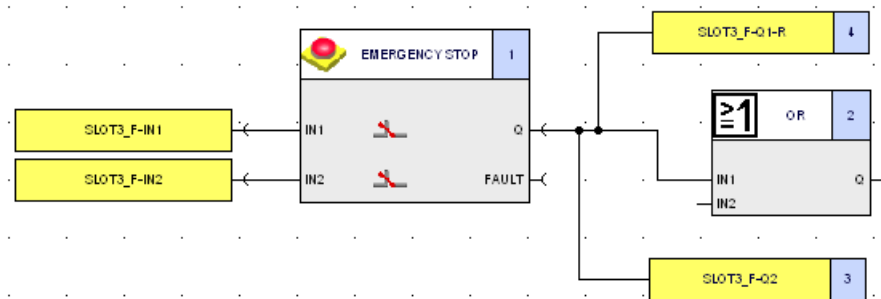 SLOT3_F-Q1-R 4
EMERGENCY STOP 1
≥1 OR 2
SLOT3_F-IN1 IN1 Q
SLOT3_F-IN2 IN2 FAULT
IN1 Q
IN2
SLOT3_F-Q2 3